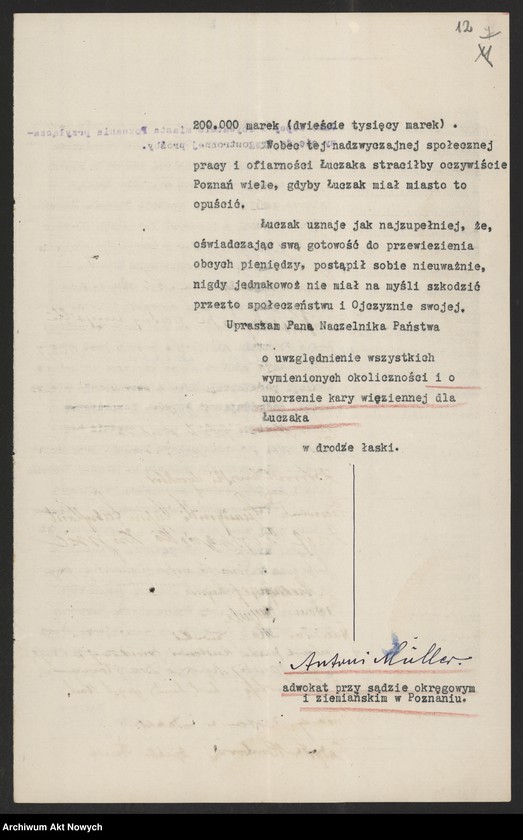 12
200.000 marek (dwieście tysięcy marek) .
Wobec tej nadzwyczajnej społecznej
pracy i ofiarności Łuczaka straciłby oczywiście
Poznań wiele, gdyby Łuczak miał miasto to
opuścić.
Łuczak uznaje jak najzupełniej, że,
oświadczając swą gotowość do przewiezienia
obcych pieniędzy, postąpił sobie nieuważnie,
nigdy jednakowoż nie miał na myśli szkodzić
przezto społeczeństwu i Ojczyznie swojej.
Upraszam Pana Naczelnika Państwa
o uwzględnienie wszystkich
wymienionych okoliczności i o
umorzenie kary więziennej dla
Łuczaka
w drodze łaski.
Antoni Müller.
adwokat przy sądzie okręgowym
i ziemiańskim w Poznaniu.
Archiwum Akt Nowych